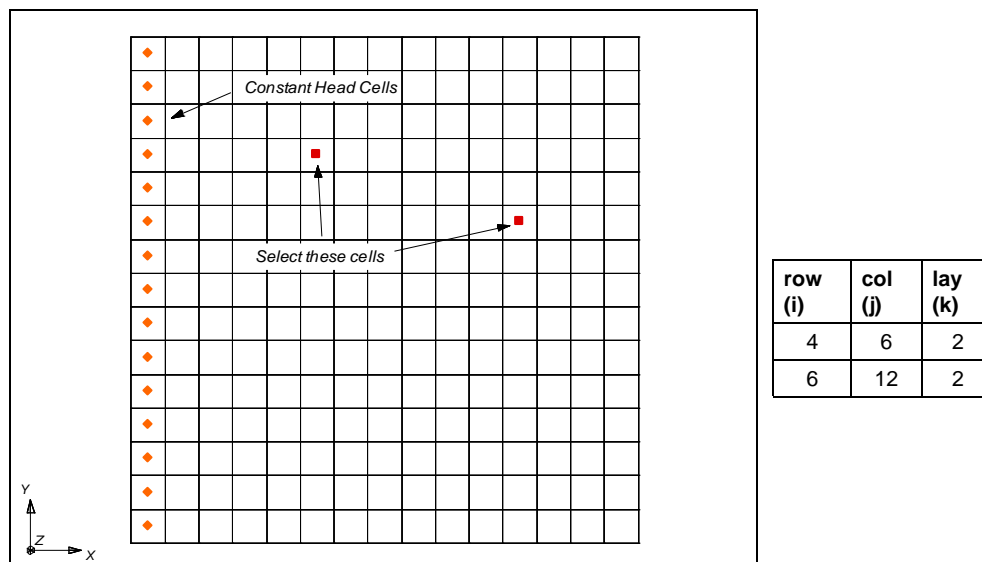 Constant Head Cells
Select these cells
Y
Z
X
row (i) col (j) lay (k)
4 6 2
6 12 2